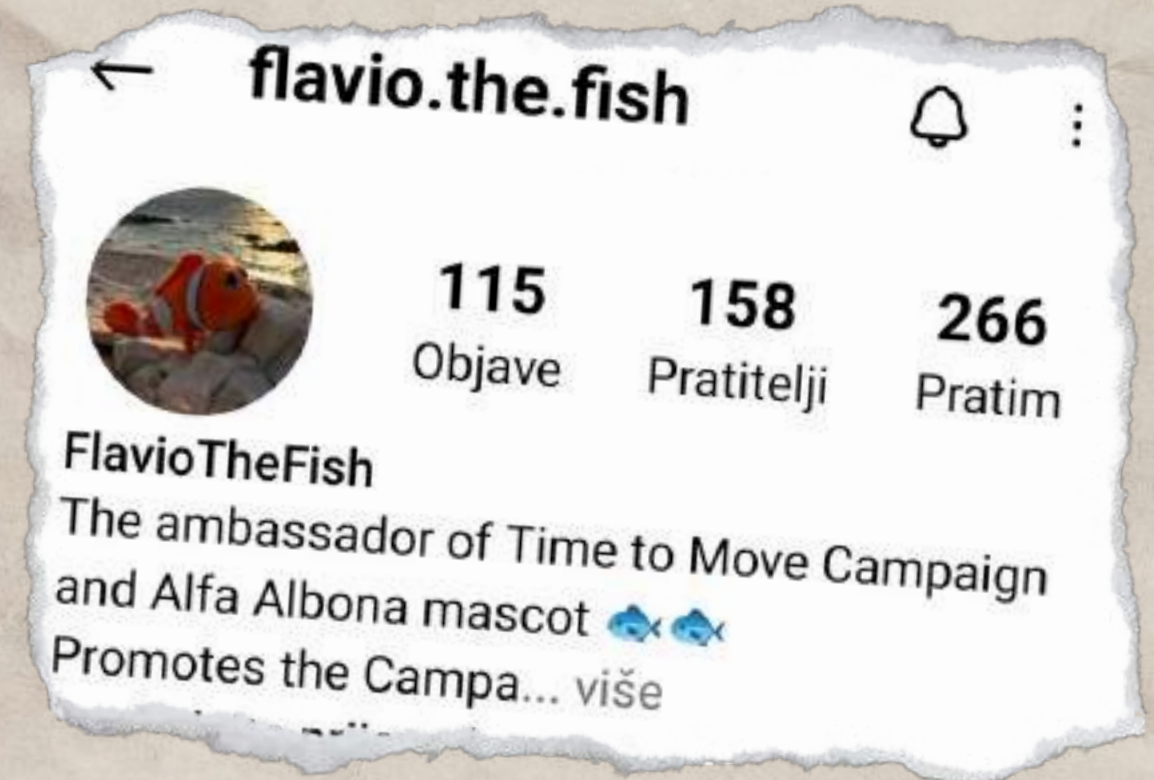 flavio.the.fish
115 158 266
Objave Pratitelji Pratim
FlavioTheFish
The ambassador of Time to Move Campaign
and Alfa Albona mascot 🐟🐟
Promotes the Campa... više